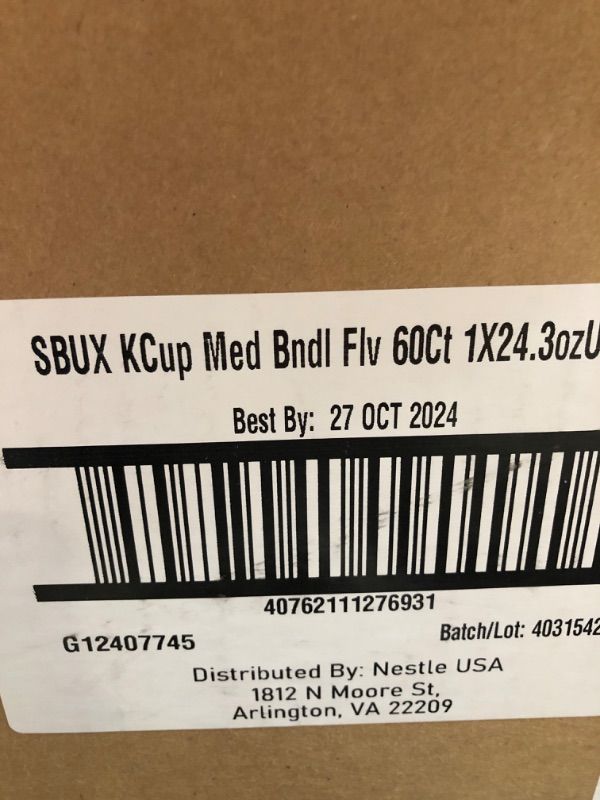 SBUX KCup Med Bndl Flv 60Ct 1X24.3ozU
Best By: 27 OCT 2024
40762111276931
G12407745
Batch/Lot: 4031542
Distributed By: Nestle USA
1812 N Moore St,
Arlington, VA 22209